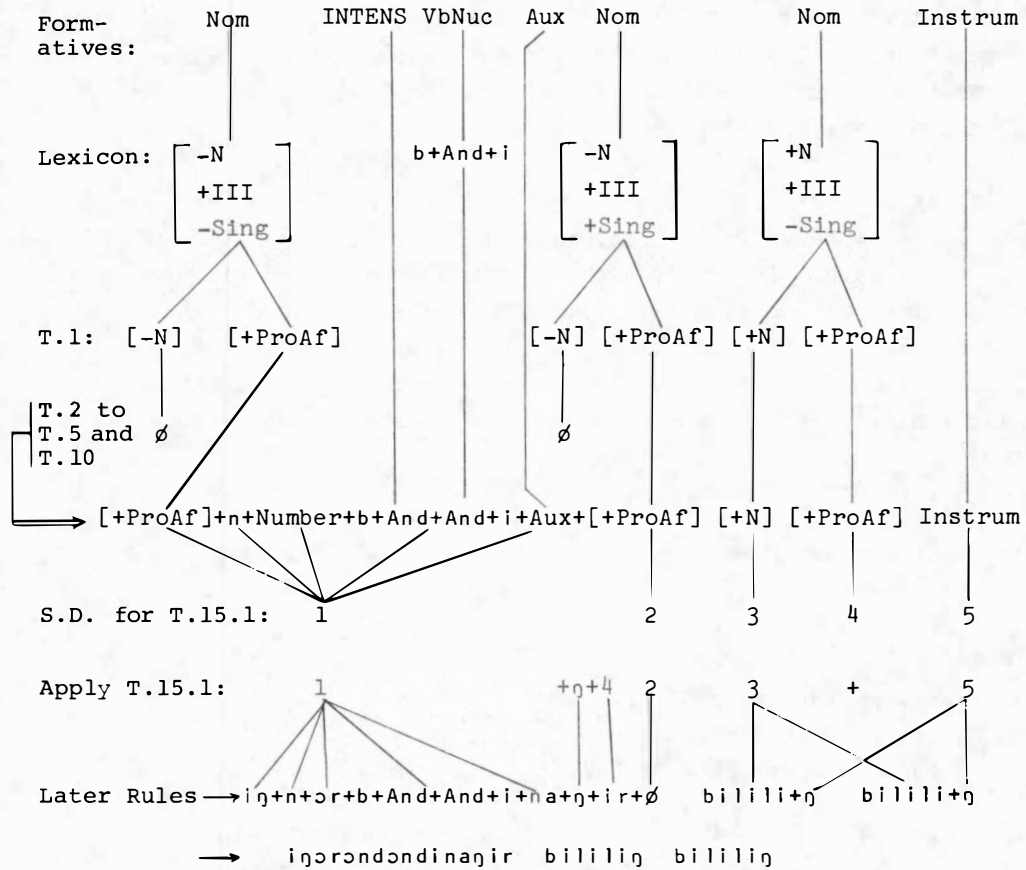 Form-     Nom     INTENS VbNuc     Aux     Nom     Nom     Instrum
atives:
Lexicon:     -N     b+And+i     -N     +N
+III     +III     +III
-Sing     +Sing     -Sing
T.1:     [-N]     [+ProAf]     [-N]     [+ProAf]     [+N]     [+ProAf]
T.2 to
T.5 and     ø     ø
T.10
[+ProAf]+n+Number+b+And+And+i+Aux+[+ProAf]     [+N]     [+ProAf]     Instrum
S.D. for T.15.1:     1     2     3     4     5
Apply T.15.1:     1     +ŋ+4     2     3     +     5
Later Rules → iŋ+n+ɔr+b+And+And+i+na+ŋ+ir+ø     bilili+ŋ     bilili+ŋ
→ iŋɔrɔndɔndinaŋir     bililiŋ     bililiŋ